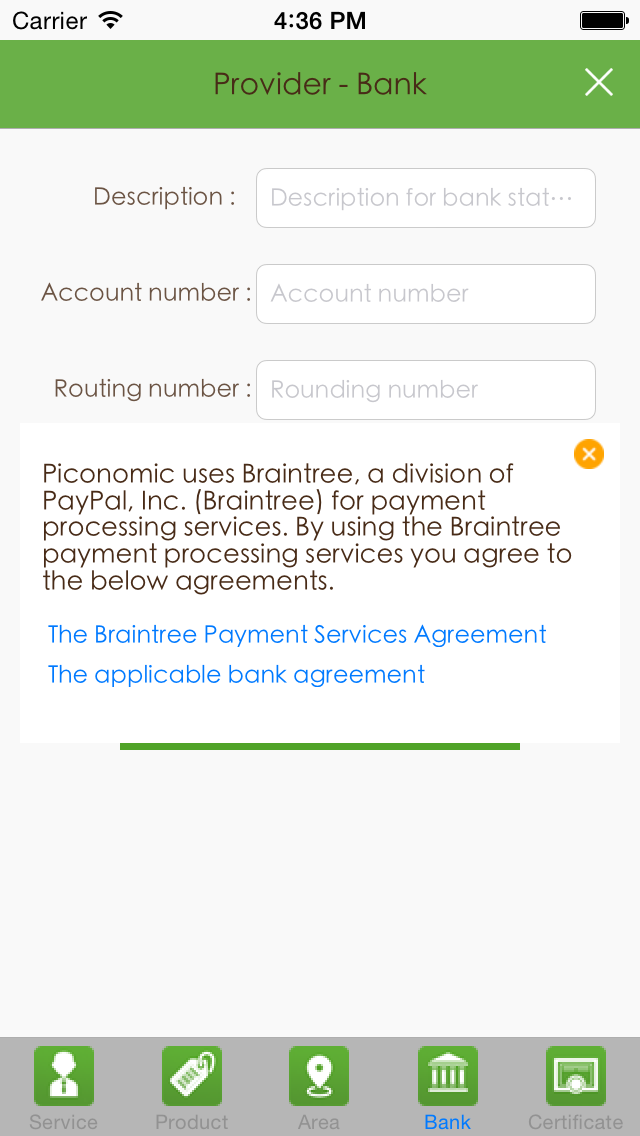 Carrier 4:36 PM
Provider - Bank
Description : Description for bank stat···
Account number : Account number
Routing number : Rounding number
Piconomic uses Braintree, a division of
PayPal, Inc. (Braintree) for payment
processing services. By using the Braintree
payment processing services you agree to
the below agreements.
The Braintree Payment Services Agreement
The applicable bank agreement
Service Product Area Bank Certificate